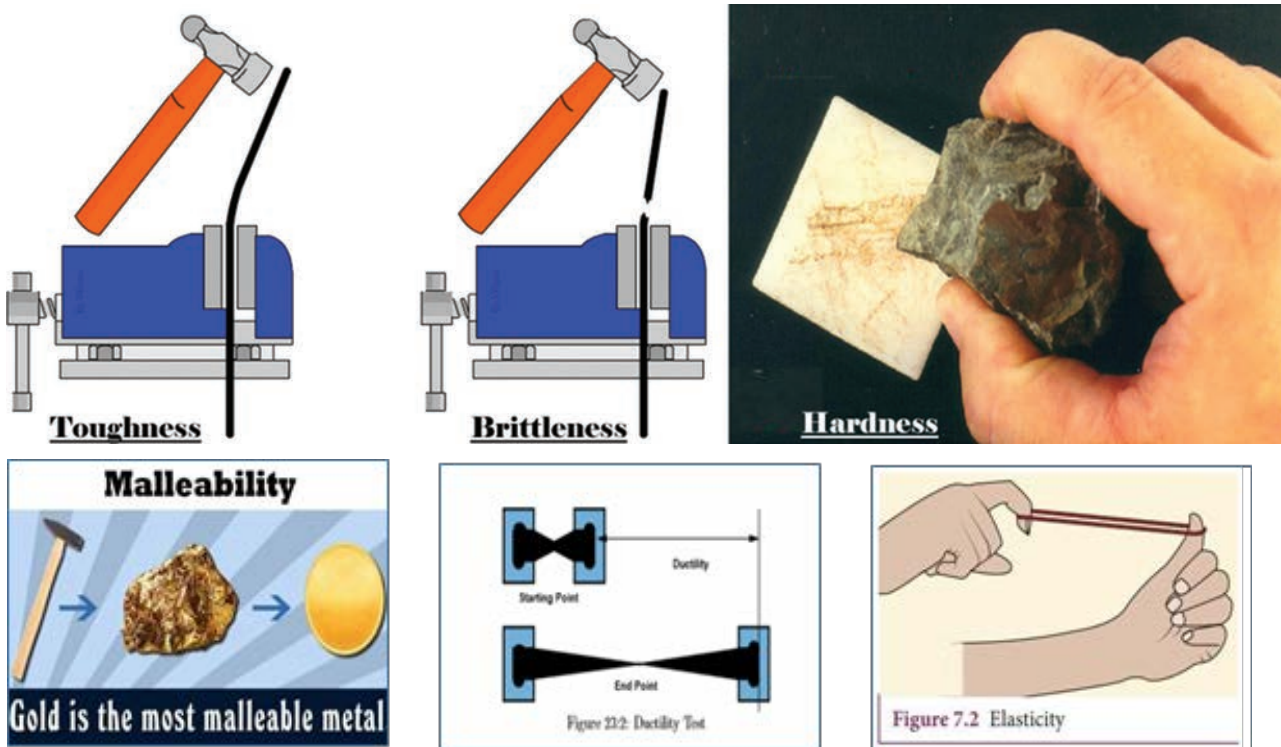 Toughness
Brittleness
Hardness
Malleability
Gold is the most malleable metal
Ductility
Starting Point
End Point
Figure 23.2: Ductility Test
Figure 7.2 Elasticity